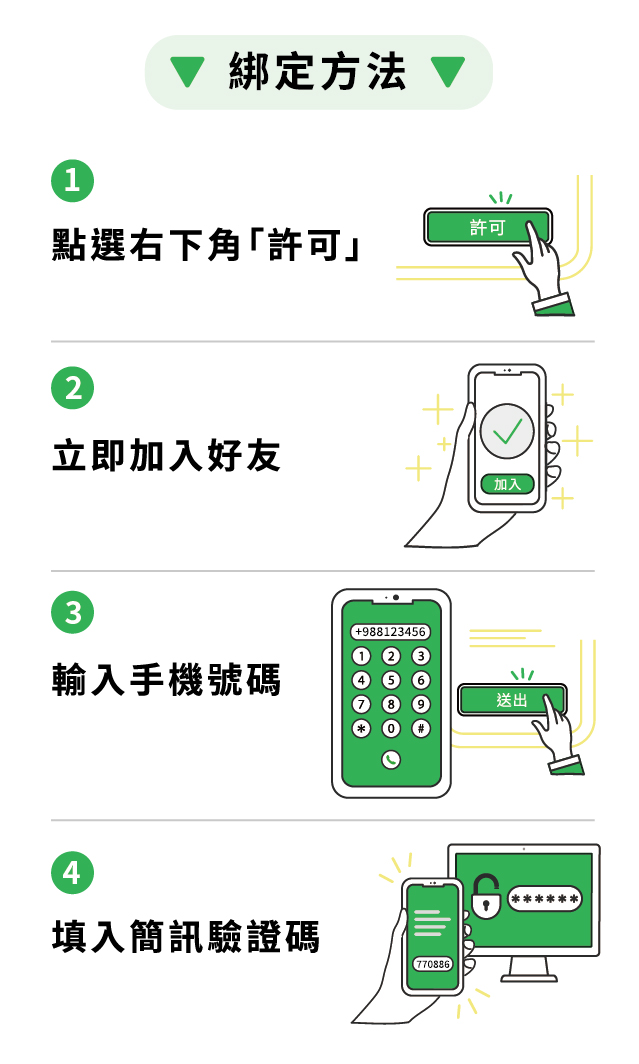 綁定方法
1
點選右下角「許可」
許可
2
立即加入好友
加入
3
輸入手機號碼
+988123456
1 2 3
4 5 6
7 8 9
* 0 #
送出
4
填入簡訊驗證碼
******
770886